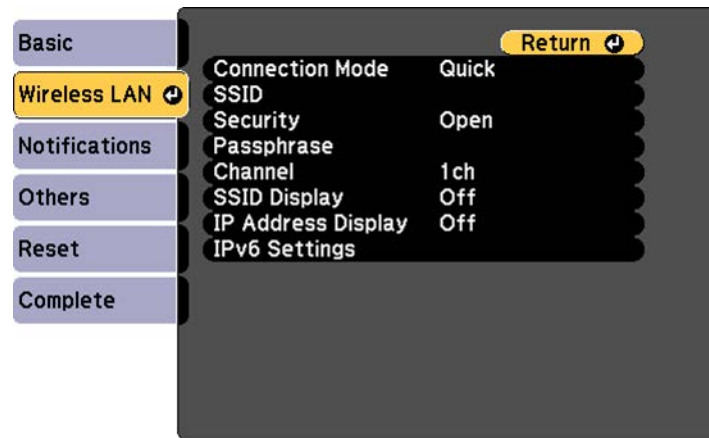 Basic
Wireless LAN
Notifications
Others
Reset
Complete
Return
Connection Mode Quick
SSID
Security Open
Passphrase
Channel 1ch
SSID Display Off
IP Address Display Off
IPv6 Settings